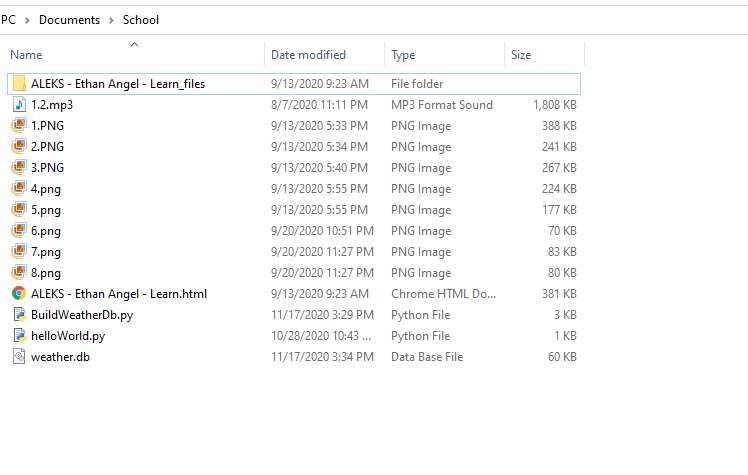 PC > Documents > School
Name Date modified Type Size
ALEKS - Ethan Angel - Learn_files 9/13/2020 9:23 AM File folder
1.2.mp3 8/7/2020 11:11 PM MP3 Format Sound 1,808 KB
1.PNG 9/13/2020 5:33 PM PNG Image 388 KB
2.PNG 9/13/2020 5:34 PM PNG Image 241 KB
3.PNG 9/13/2020 5:40 PM PNG Image 267 KB
4.png 9/13/2020 5:55 PM PNG Image 224 KB
5.png 9/13/2020 5:55 PM PNG Image 177 KB
6.png 9/20/2020 10:51 PM PNG Image 70 KB
7.png 9/20/2020 11:27 PM PNG Image 83 KB
8.png 9/20/2020 11:27 PM PNG Image 80 KB
ALEKS - Ethan Angel - Learn.html 9/13/2020 9:23 AM Chrome HTML Do... 381 KB
BuildWeatherDb.py 11/17/2020 3:29 PM Python File 3 KB
helloWorld.py 10/28/2020 10:43 ... Python File 1 KB
weather.db 11/17/2020 3:34 PM Data Base File 60 KB